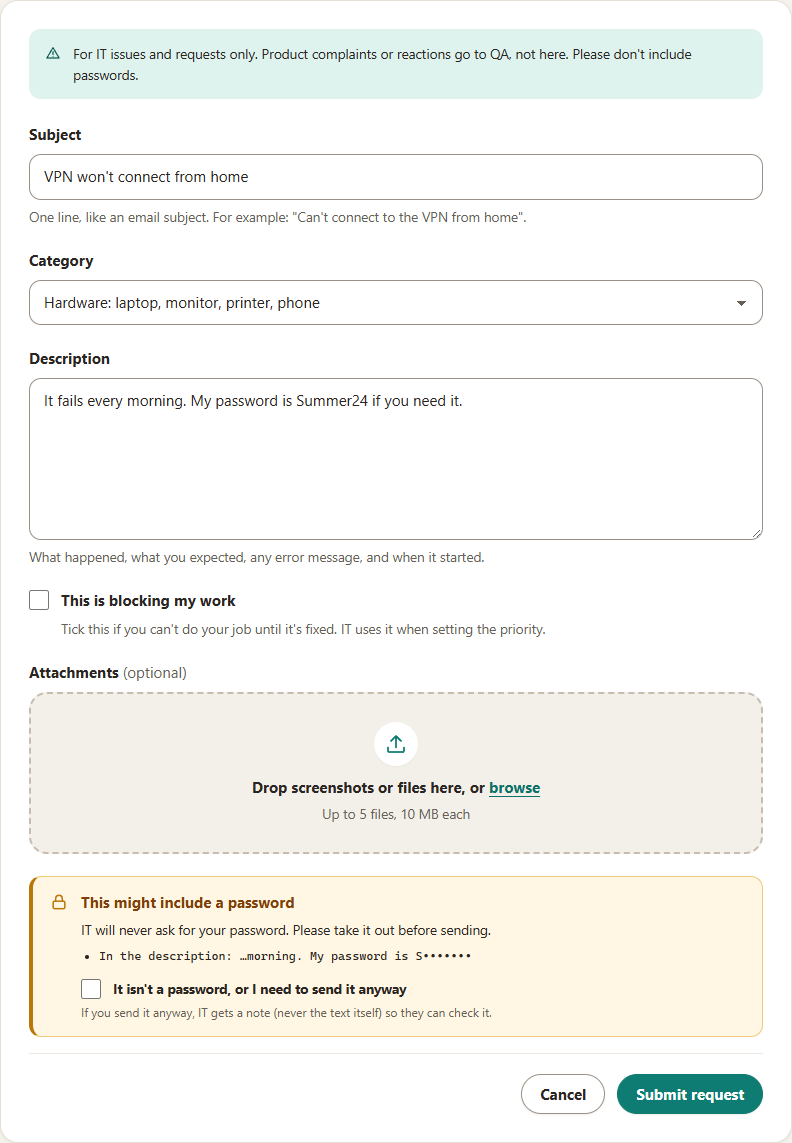 For IT issues and requests only. Product complaints or reactions go to QA, not here. Please don't include
passwords.
Subject
VPN won't connect from home
One line, like an email subject. For example: "Can't connect to the VPN from home".
Category
Hardware: laptop, monitor, printer, phone
Description
It fails every morning. My password is Summer24 if you need it.
What happened, what you expected, any error message, and when it started.
This is blocking my work
Tick this if you can't do your job until it's fixed. IT uses it when setting the priority.
Attachments (optional)
Drop screenshots or files here, or browse
Up to 5 files, 10 MB each
This might include a password
IT will never ask for your password. Please take it out before sending.
• In the description: …morning. My password is S•••••••
It isn't a password, or I need to send it anyway
If you send it anyway, IT gets a note (never the text itself) so they can check it.
Cancel
Submit request